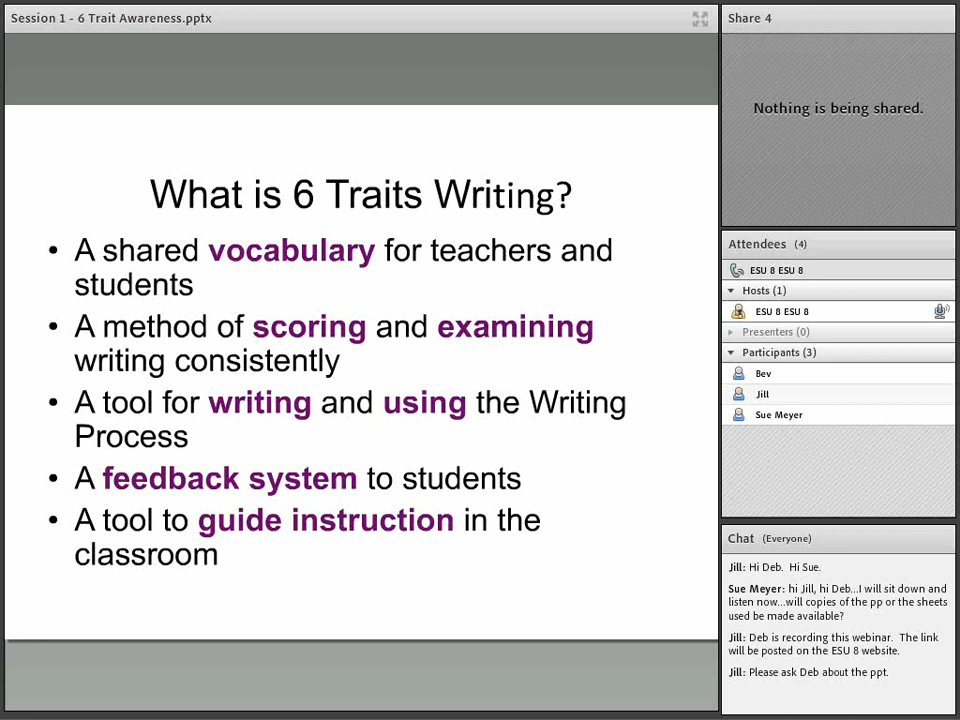 Session 1 - 6 Trait Awareness.pptx
What is 6 Traits Writing?
• A shared vocabulary for teachers and
students
• A method of scoring and examining
writing consistently
• A tool for writing and using the Writing
Process
• A feedback system to students
• A tool to guide instruction in the
classroom
Share 4
Nothing is being shared.
Attendees (4)
ESU 8 ESU 8
Hosts (1)
ESU 8 ESU 8
Presenters (0)
Participants (3)
Bev
Jill
Sue Meyer
Chat (Everyone)
Jill: Hi Deb. Hi Sue.
Sue Meyer: hi Jill, hi Deb...I will sit down and
listen now...will copies of the pp or the sheets
used be made available?
Jill: Deb is recording this webinar. The link
will be posted on the ESU 8 website.
Jill: Please ask Deb about the ppt.